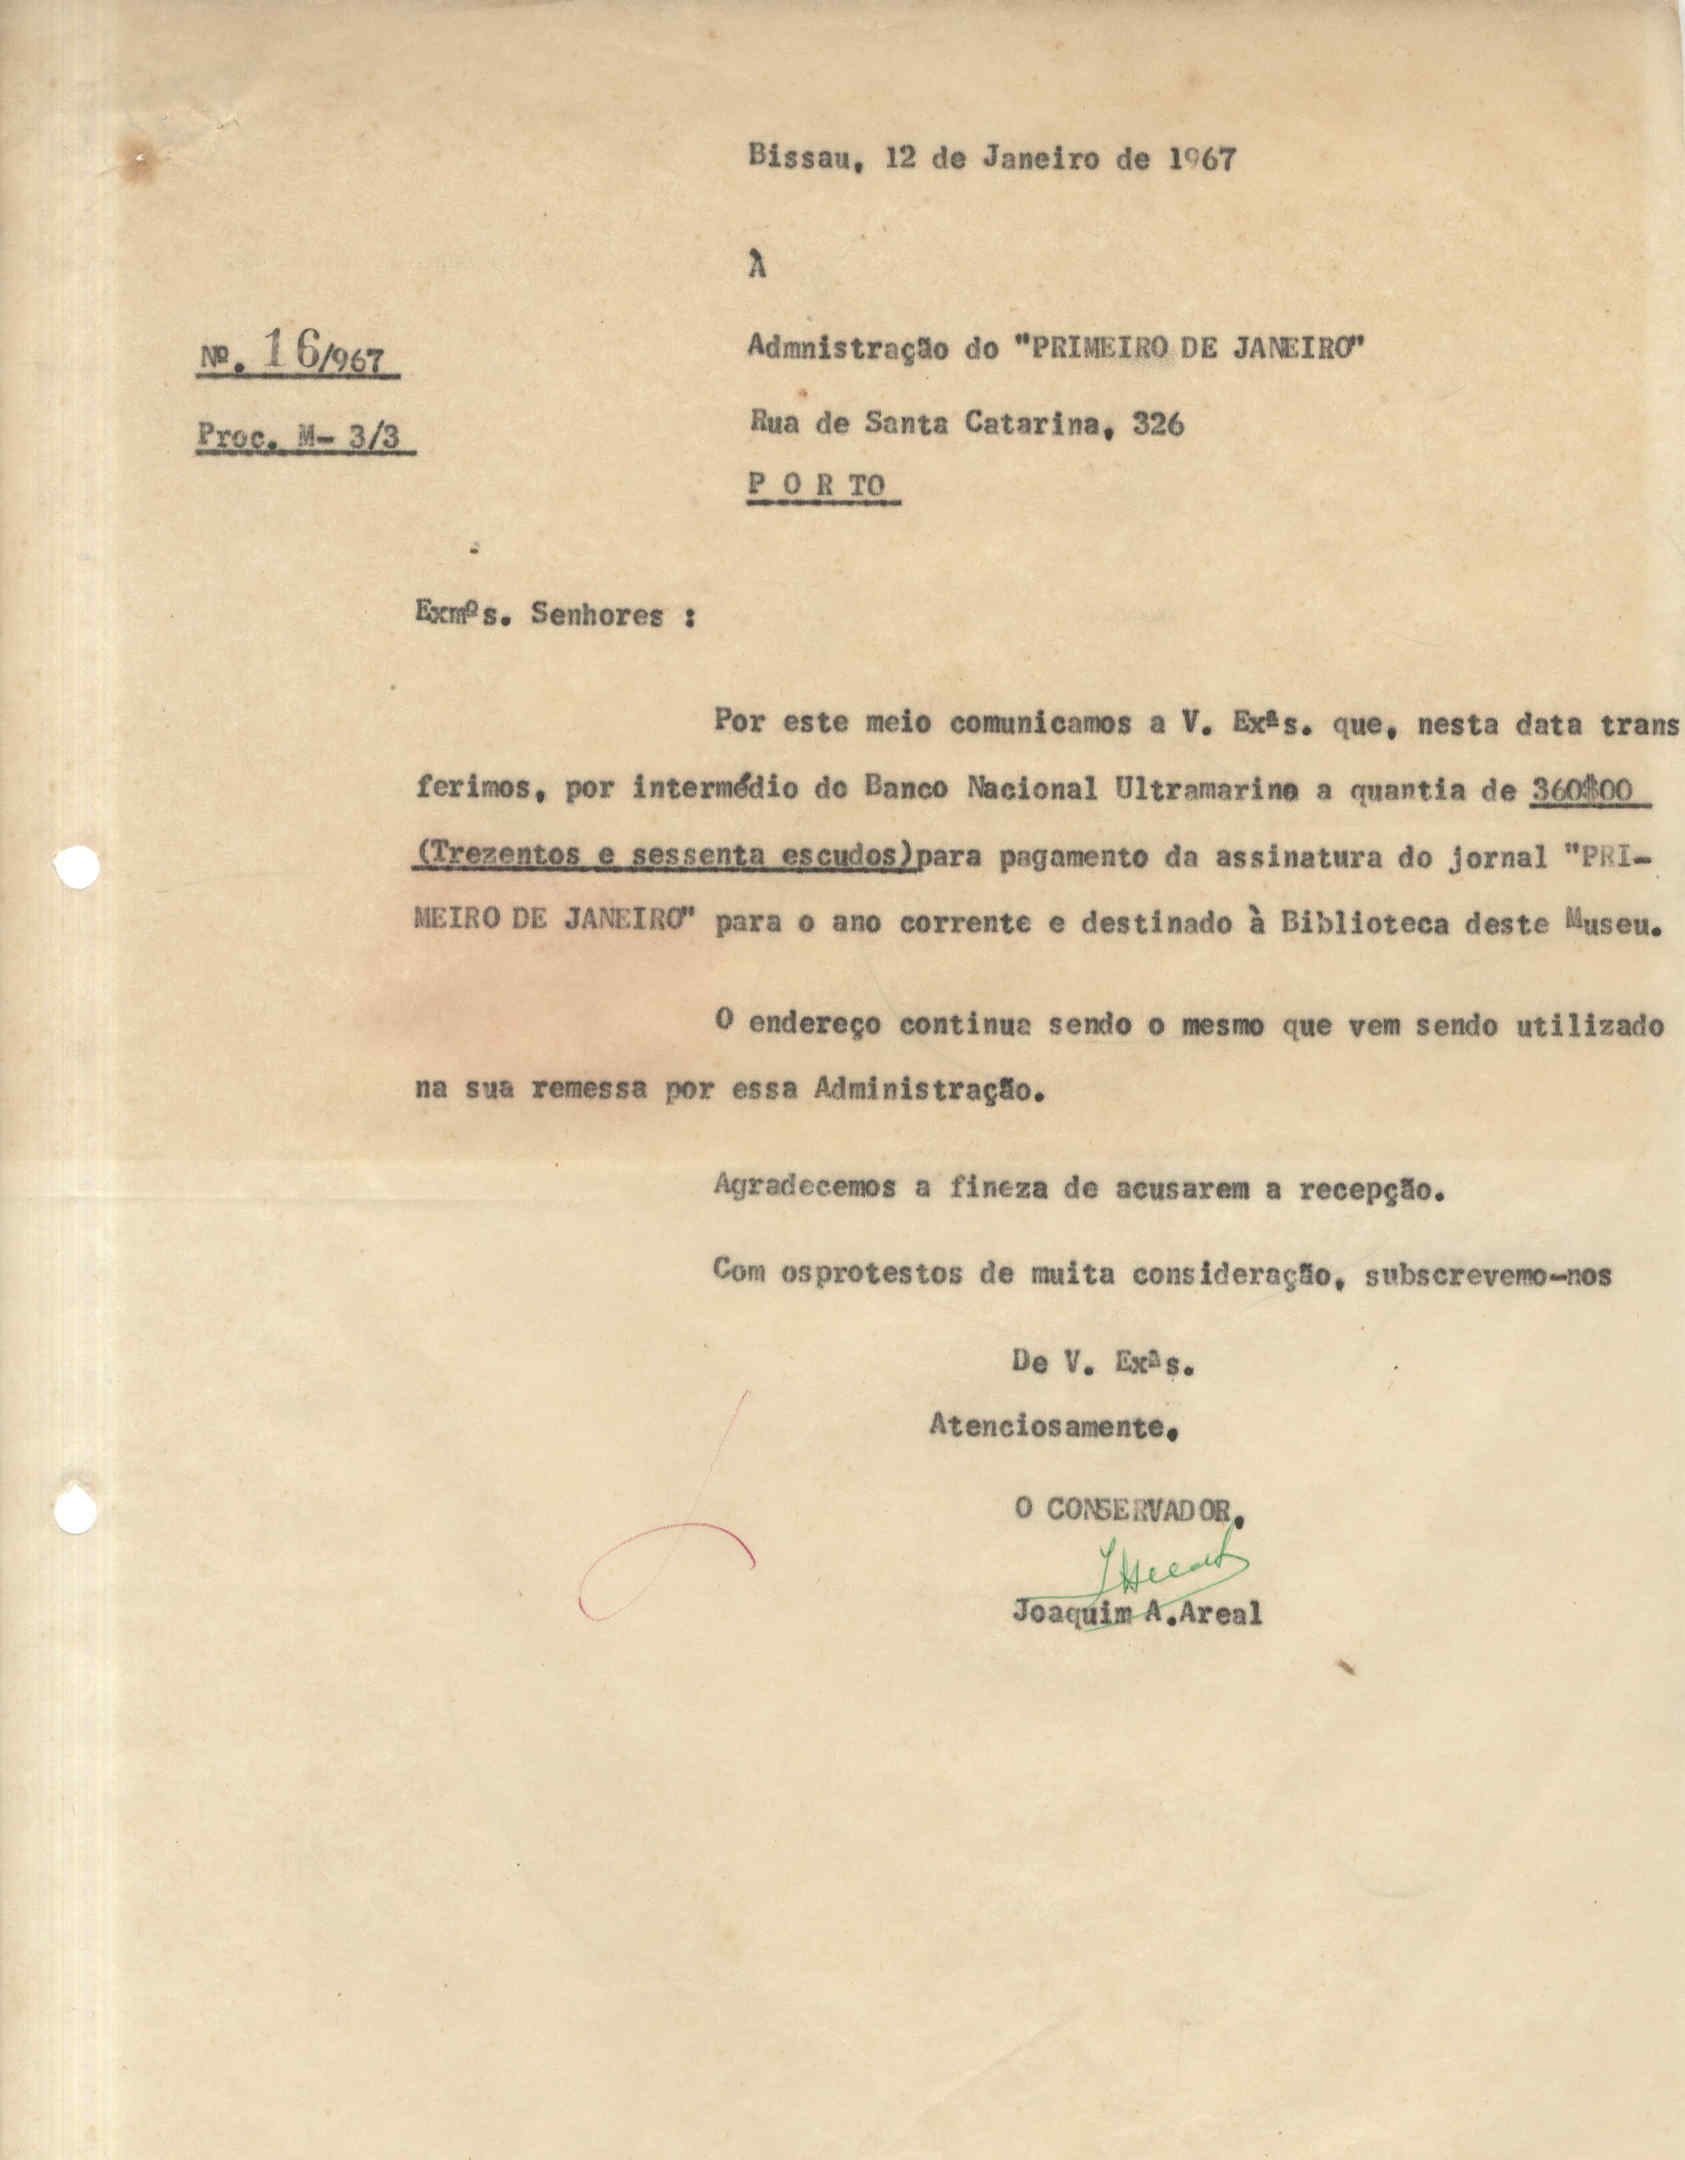 Bissau, 12 de Janeiro de 1967
À
Nº. 16/967
Admnistração do "PRIMEIRO DE JANEIRO"
Proc. M- 3/3
Rua de Santa Catarina, 326
P O R TO
Exmºs. Senhores :
Por este meio comunicamos a V. Exªs. que, nesta data trans
ferimos, por intermédio do Banco Nacional Ultramarino a quantia de 360$00
(Trezentos e sessenta escudos)para pagamento da assinatura do jornal "PRI-
MEIRO DE JANEIRO" para o ano corrente e destinado à Biblioteca deste Museu.
O endereço continua sendo o mesmo que vem sendo utilizado
na sua remessa por essa Administração.
Agradecemos a fineza de acusarem a recepção.
Com osprotestos de muita consideração, subscrevemo-nos
De V. Exªs.
Atenciosamente,
O CONSERVADOR,
Joaquim A.Areal